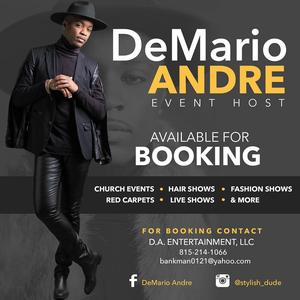 DeMario
ANDRE
EVENT HOST
AVAILABLE FOR
BOOKING
CHURCH EVENTS • HAIR SHOWS • FASHION SHOWS
RED CARPETS • LIVE SHOWS • & MORE
FOR BOOKING CONTACT
D.A. ENTERTAINMENT, LLC
815-214-1066
bankman0121@yahoo.com
DeMario Andre @stylish_dude